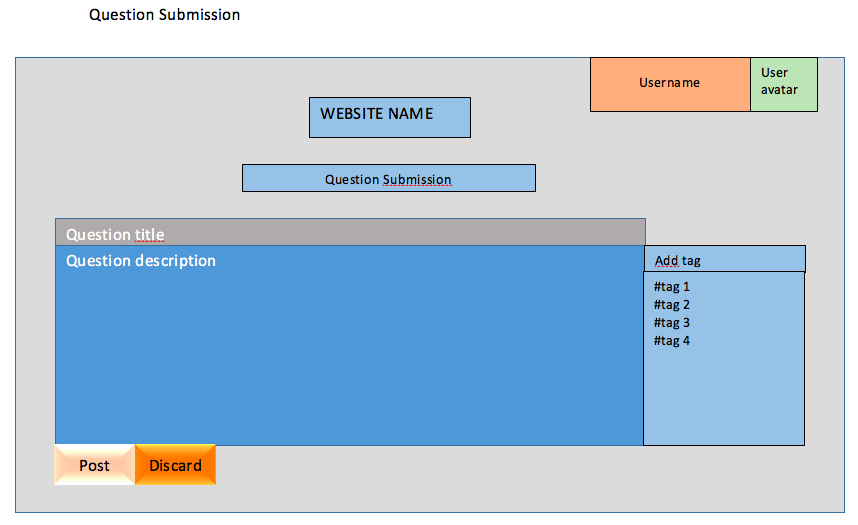 Question Submission
Username
User
avatar
WEBSITE NAME
Question Submission
Question title
Question description
Add tag
#tag 1
#tag 2
#tag 3
#tag 4
Post
Discard